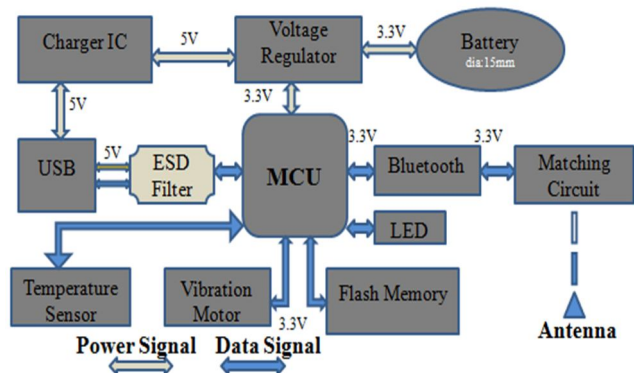 Charger IC
5V
Voltage
Regulator
3.3V
Battery
dia:15mm
5V
3.3V
USB
5V
ESD
Filter
MCU
3.3V
Bluetooth
3.3V
Matching
Circuit
LED
Temperature
Sensor
Vibration
Motor
3.3V
Flash Memory
Antenna
Power Signal
Data Signal